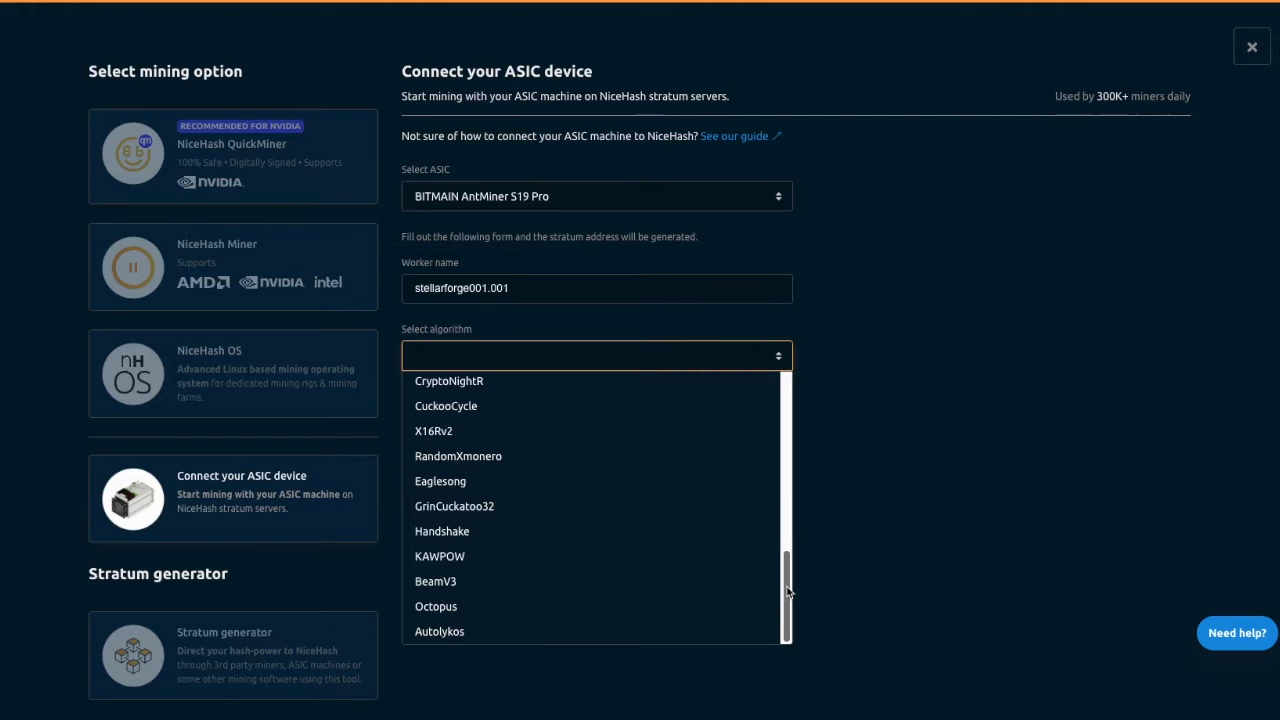 Select mining option
RECOMMENDED FOR NVIDIA
qm
NiceHash QuickMiner
100% Safe • Digitally Signed • Supports
NVIDIA.
NiceHash Miner
Supports
AMD NVIDIA. intel
nH
OS
NiceHash OS
Advanced Linux based mining operating
system for dedicated mining rigs & mining
farms.
Connect your ASIC device
Start mining with your ASIC machine on
NiceHash stratum servers.
Stratum generator
Stratum generator
Direct your hash-power to NiceHash
through 3rd party miners, ASIC machines or
some other mining software using this tool.
Connect your ASIC device
Start mining with your ASIC machine on NiceHash stratum servers.
Used by 300K+ miners daily
Not sure of how to connect your ASIC machine to NiceHash? See our guide
Select ASIC
BITMAIN AntMiner S19 Pro
Fill out the following form and the stratum address will be generated.
Worker name
stellarforge001.001
Select algorithm
CryptoNightR
CuckooCycle
X16Rv2
RandomXmonero
Eaglesong
GrinCuckatoo32
Handshake
KAWPOW
BeamV3
Octopus
Autolykos
Need help?